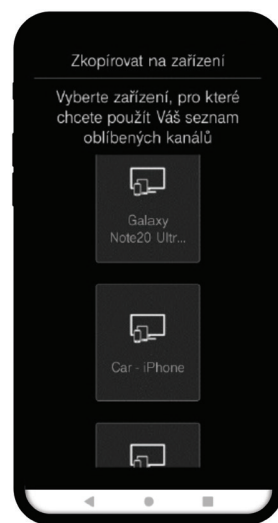 Zkopírovat na zařízení
Vyberte zařízení, pro které
chcete použít Váš seznam
oblíbených kanálů
Galaxy
Note20 Ultr...
Car - iPhone